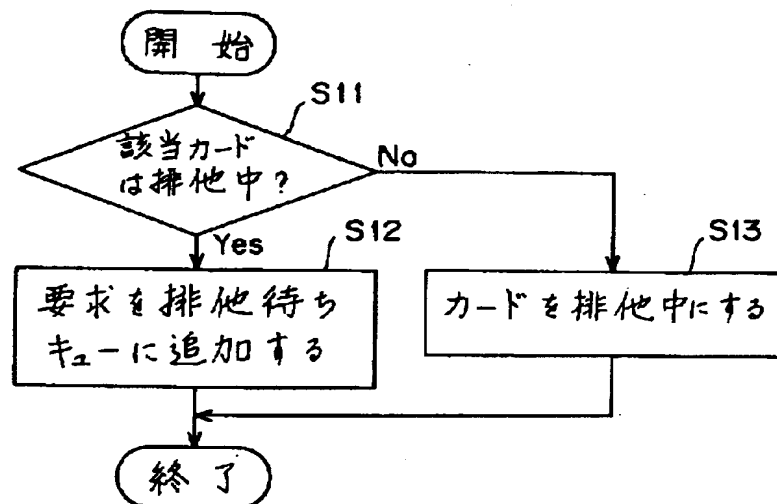 開始
S11
該当カード
は排他中?
No
Yes
S12
S13
要求を排他待ち
キューに追加する
カードを排他中にする
終了